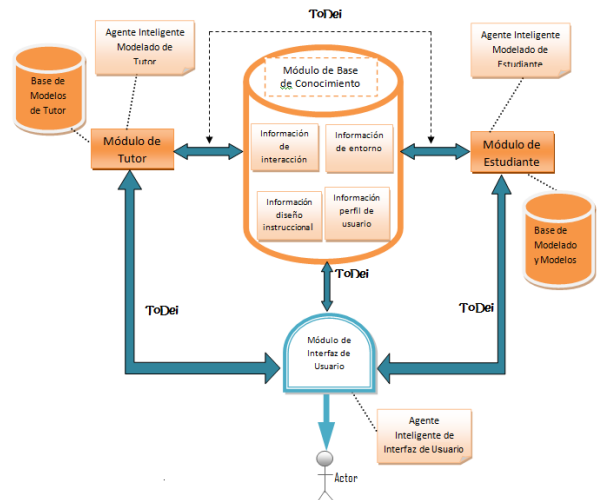 ToDei
Agente Inteligente
Modelado de
Tutor
Agente Inteligente
Modelado de
Estudiante
Base de
Modelos
de Tutor
Módulo de Base
de Conocimiento
Módulo de
Tutor
Información
de
interacción
Información
de entorno
Módulo de
Estudiante
Información
diseño
instruccional
Información
perfil de
usuario
Base de
Modelado
y Modelos
ToDei
ToDei
ToDei
Módulo de
Interfaz de
Usuario
Agente
Inteligente de
Interfaz de Usuario
Actor